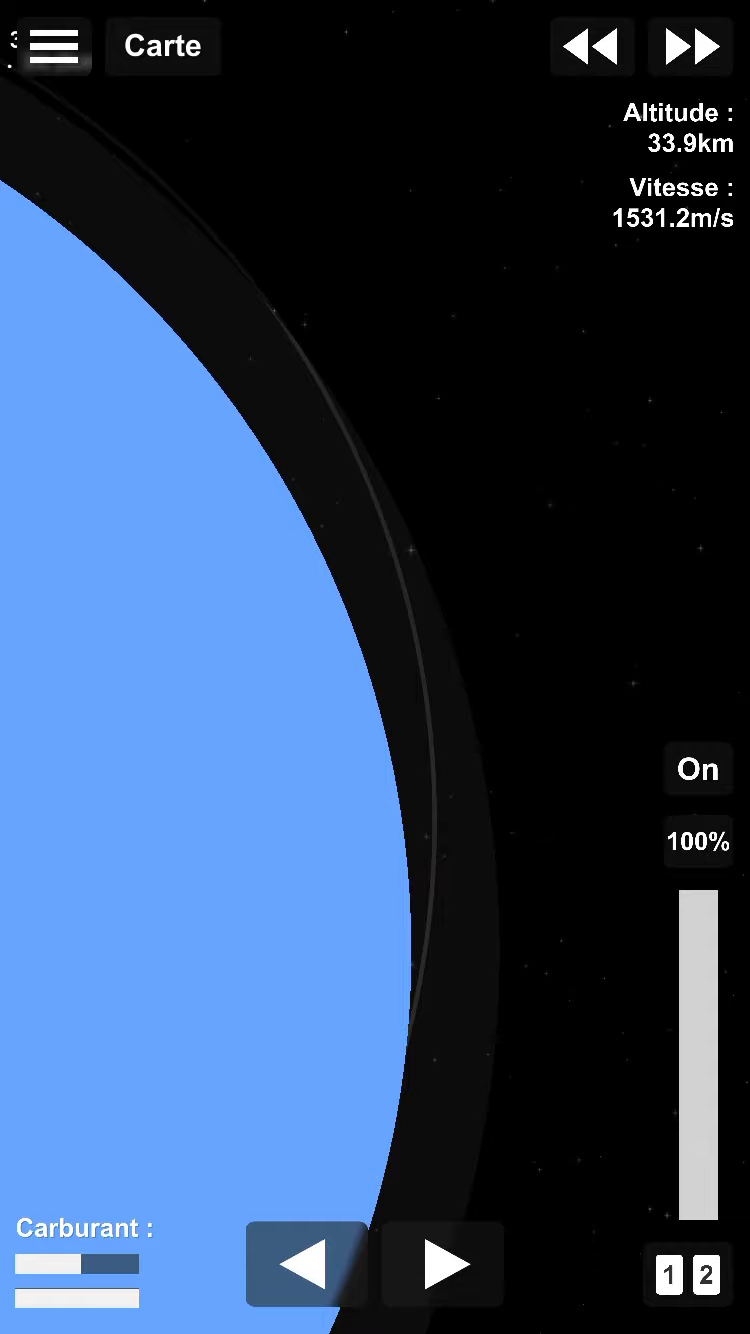 Carte
Altitude :
33.9km
Vitesse :
1531.2m/s
On
100%
Carburant :
1 2